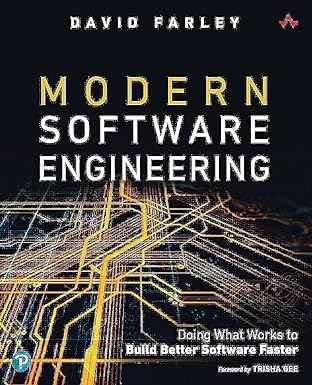 DAVID FARLEY
MODERN
SOFTWARE
ENGINEERING
Doing What Works to
Build Better Software Faster
Foreword by TRISHA GEE
P